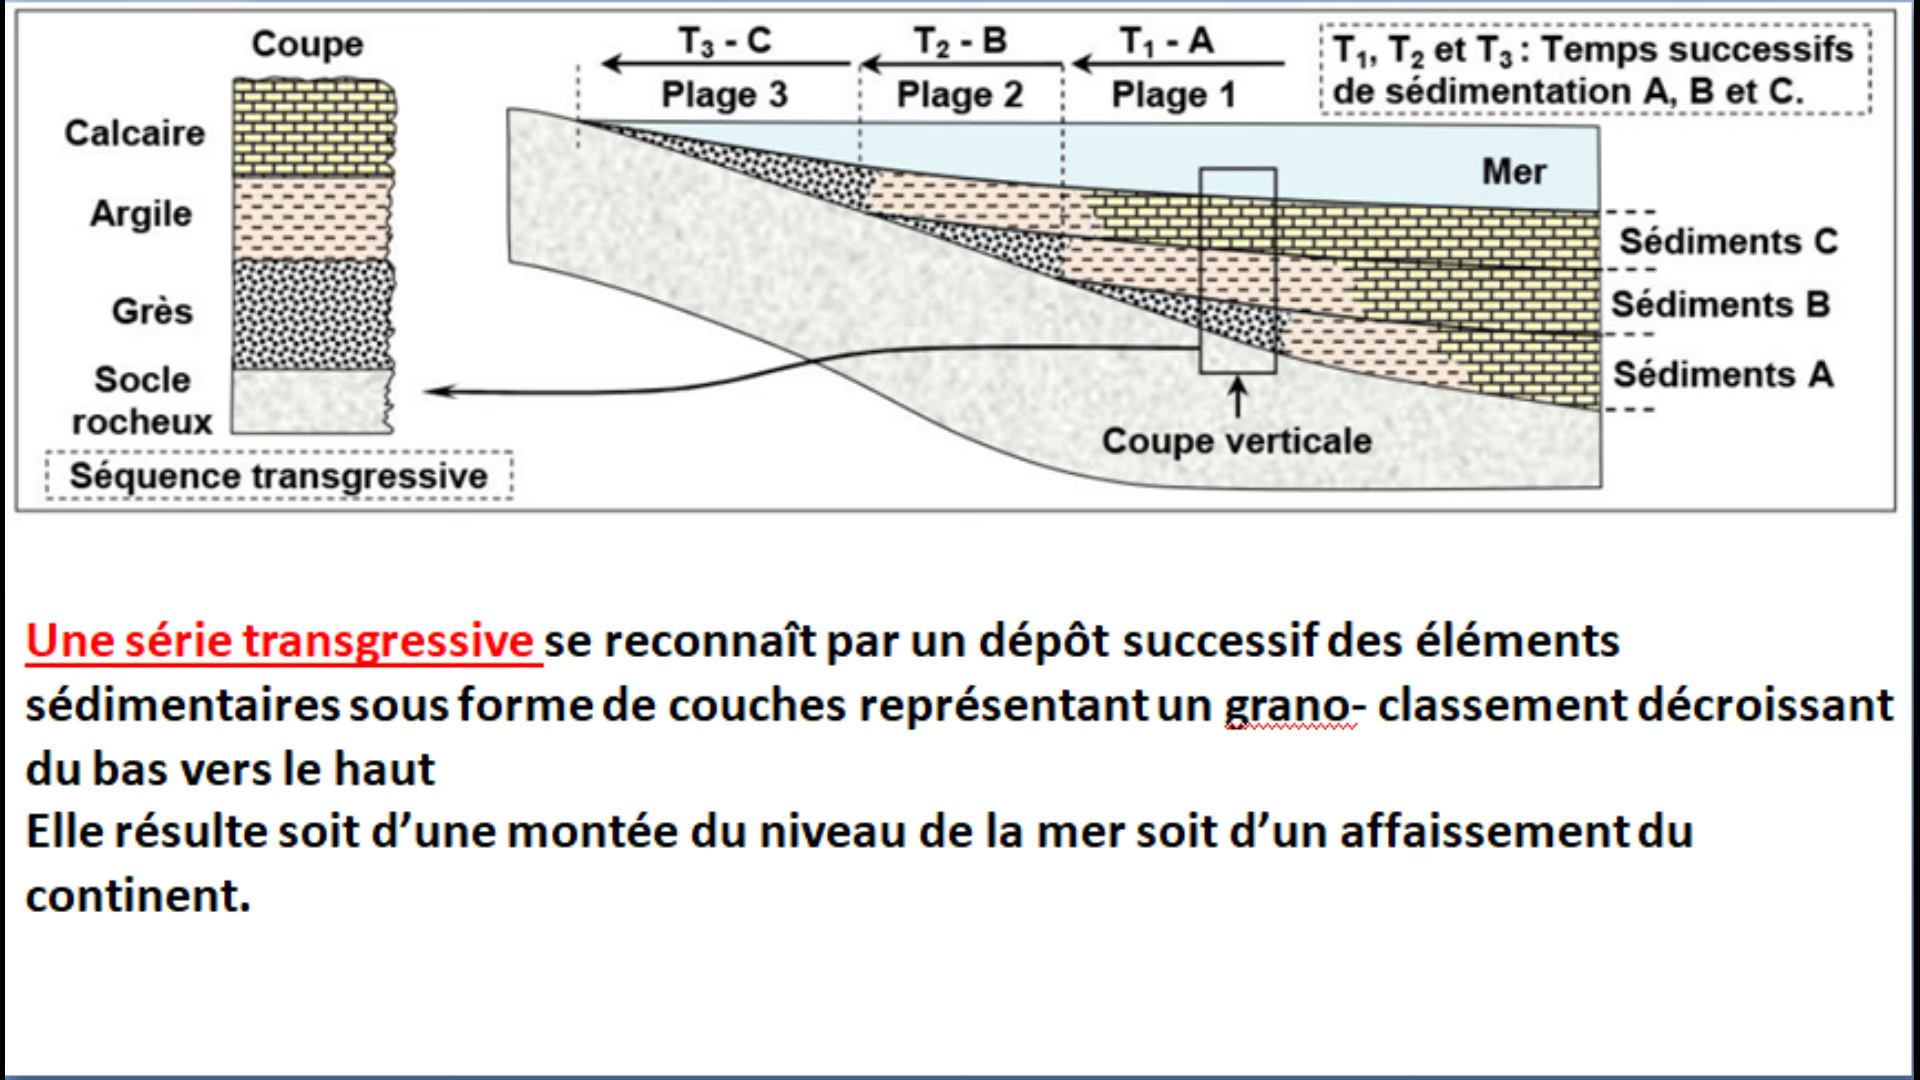 Coupe
Calcaire
Argile
Grès
Socle
rocheux
Séquence transgressive
T₃ - C
Plage 3
T₂ - B
Plage 2
T₁ - A
Plage 1
T₁, T₂ et T₃ : Temps successifs
de sédimentation A, B et C.
Mer
Sédiments C
Sédiments B
Sédiments A
Coupe verticale
Une série transgressive se reconnaît par un dépôt successif des éléments
sédimentaires sous forme de couches représentant un grano- classement décroissant
du bas vers le haut
Elle résulte soit d’une montée du niveau de la mer soit d’un affaissement du
continent.